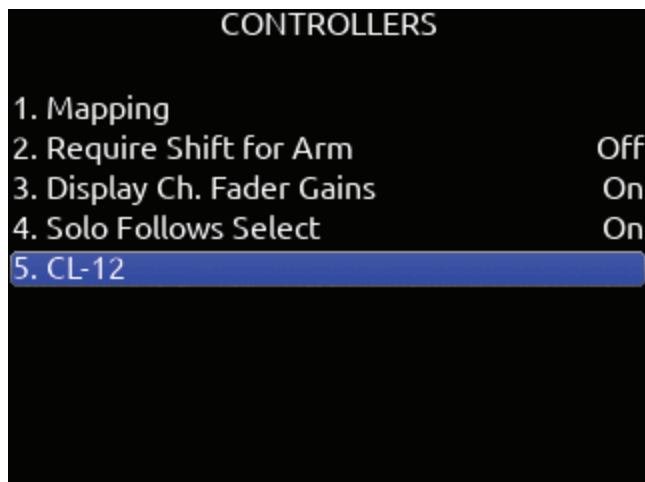 CONTROLLERS
1. Mapping
2. Require Shift for Arm Off
3. Display Ch. Fader Gains On
4. Solo Follows Select On
5. CL-12